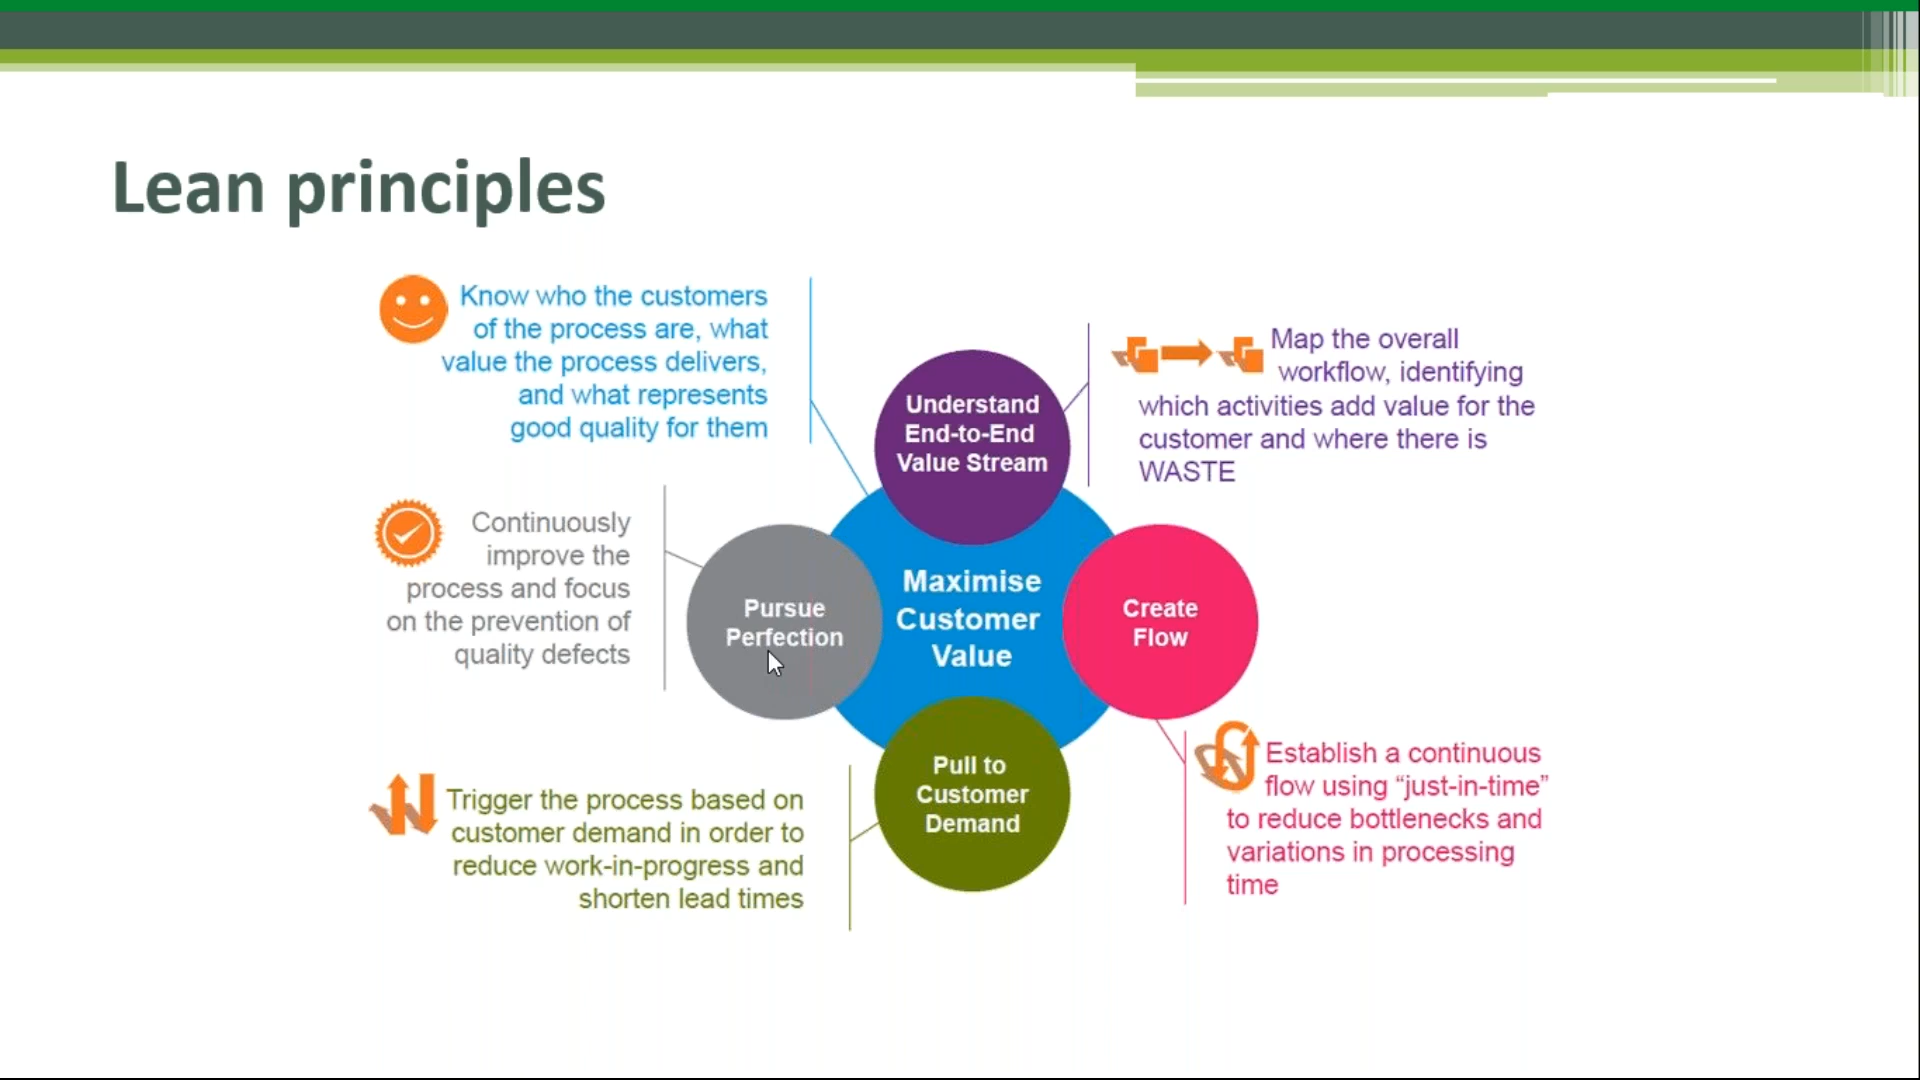 Lean principles
Know who the customers
of the process are, what
value the process delivers,
and what represents
good quality for them
Understand
End-to-End
Value Stream
Map the overall
workflow, identifying
which activities add value for the
customer and where there is
WASTE
Continuously
improve the
process and focus
on the prevention of
quality defects
Pursue
Perfection
Maximise
Customer
Value
Create
Flow
Pull to
Customer
Demand
Establish a continuous
flow using “just-in-time”
to reduce bottlenecks and
variations in processing
time
Trigger the process based on
customer demand in order to
reduce work-in-progress and
shorten lead times